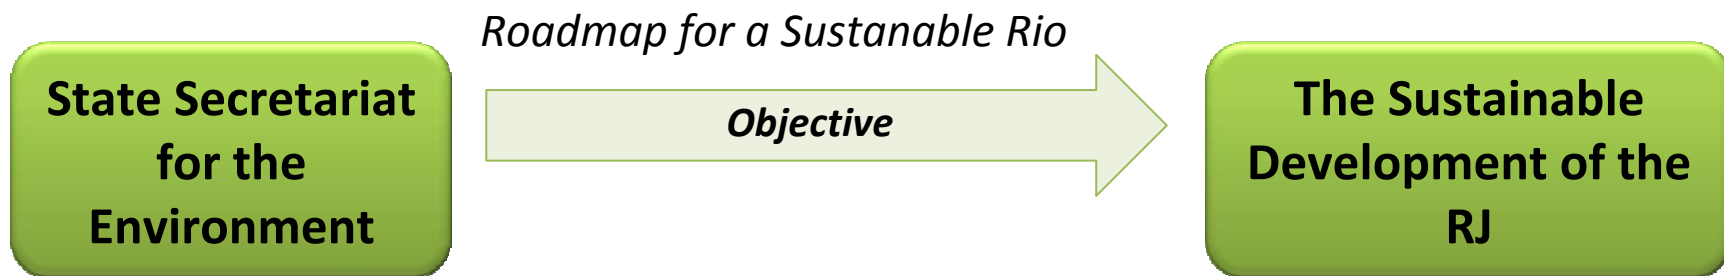 Roadmap for a Sustanable Rio
State Secretariat
for the
Environment
Objective
The Sustainable
Development of the
RJ